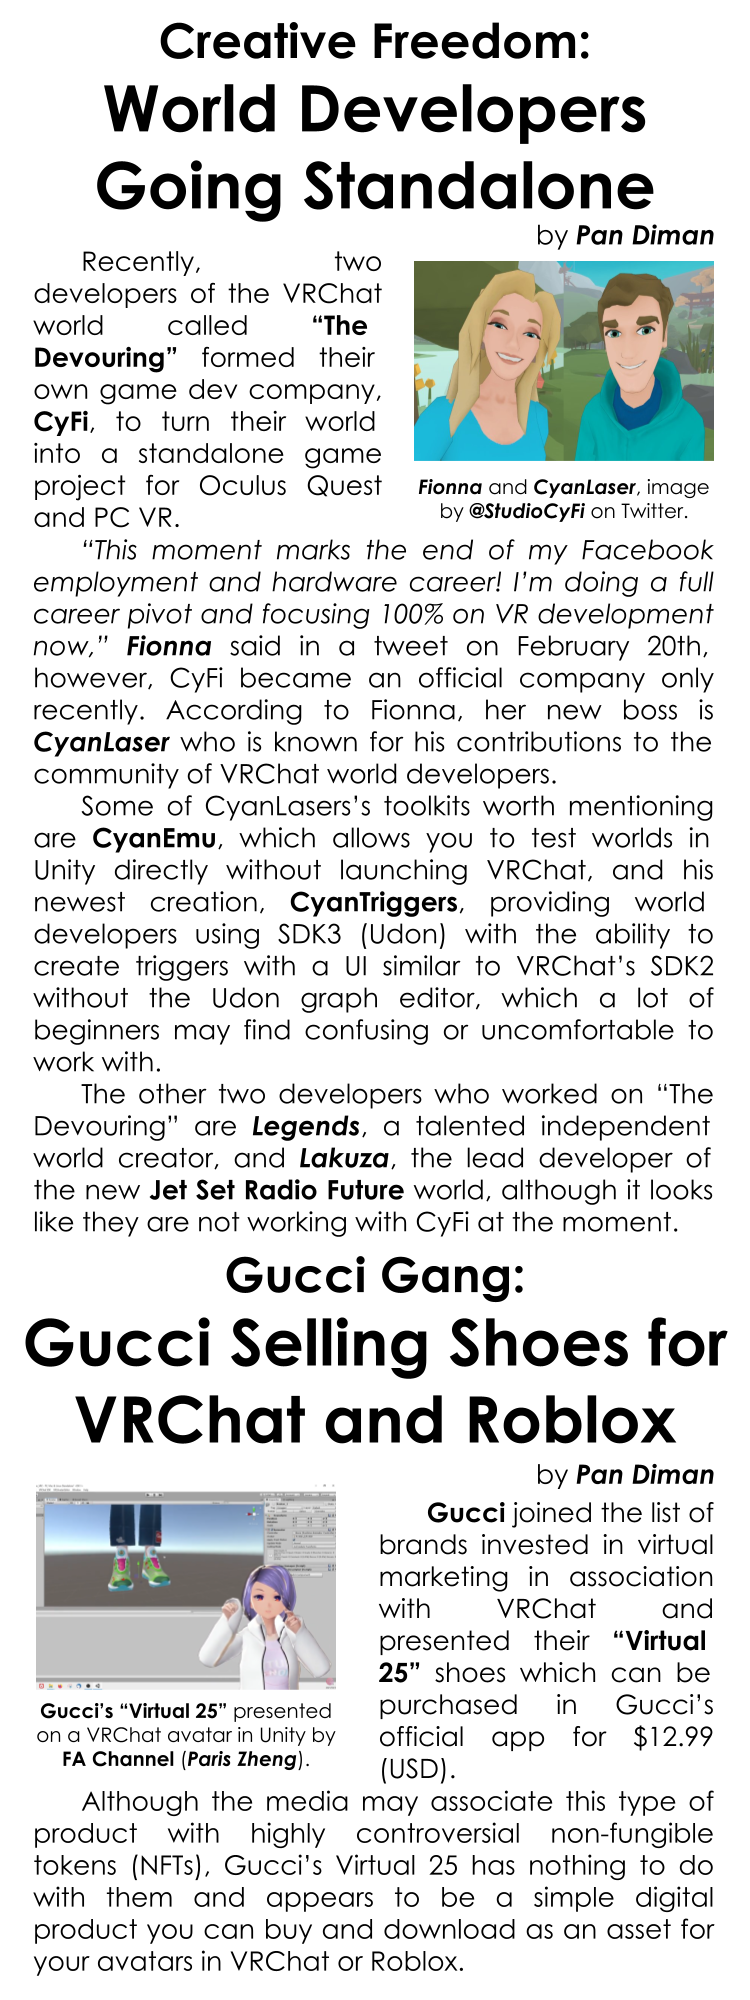 Creative Freedom:
World Developers
Going Standalone
by Pan Diman
Recently, two
developers of the VRChat
world called “The
Devouring” formed their
own game dev company,
CyFi, to turn their world
into a standalone game
project for Oculus Quest
and PC VR.
Fionna and CyanLaser, image
by @StudioCyFi on Twitter.
“This moment marks the end of my Facebook
employment and hardware career! I’m doing a full
career pivot and focusing 100% on VR development
now,” Fionna said in a tweet on February 20th,
however, CyFi became an official company only
recently. According to Fionna, her new boss is
CyanLaser who is known for his contributions to the
community of VRChat world developers.
Some of CyanLasers’s toolkits worth mentioning
are CyanEmu, which allows you to test worlds in
Unity directly without launching VRChat, and his
newest creation, CyanTriggers, providing world
developers using SDK3 (Udon) with the ability to
create triggers with a UI similar to VRChat’s SDK2
without the Udon graph editor, which a lot of
beginners may find confusing or uncomfortable to
work with.
The other two developers who worked on “The
Devouring” are Legends, a talented independent
world creator, and Lakuza, the lead developer of
the new Jet Set Radio Future world, although it looks
like they are not working with CyFi at the moment.
Gucci Gang:
Gucci Selling Shoes for
VRChat and Roblox
by Pan Diman
Gucci’s “Virtual 25” presented
on a VRChat avatar in Unity by
FA Channel (Paris Zheng).
Gucci joined the list of
brands invested in virtual
marketing in association
with VRChat and
presented their “Virtual
25” shoes which can be
purchased in Gucci’s
official app for $12.99
(USD).
Although the media may associate this type of
product with highly controversial non-fungible
tokens (NFTs), Gucci’s Virtual 25 has nothing to do
with them and appears to be a simple digital
product you can buy and download as an asset for
your avatars in VRChat or Roblox.